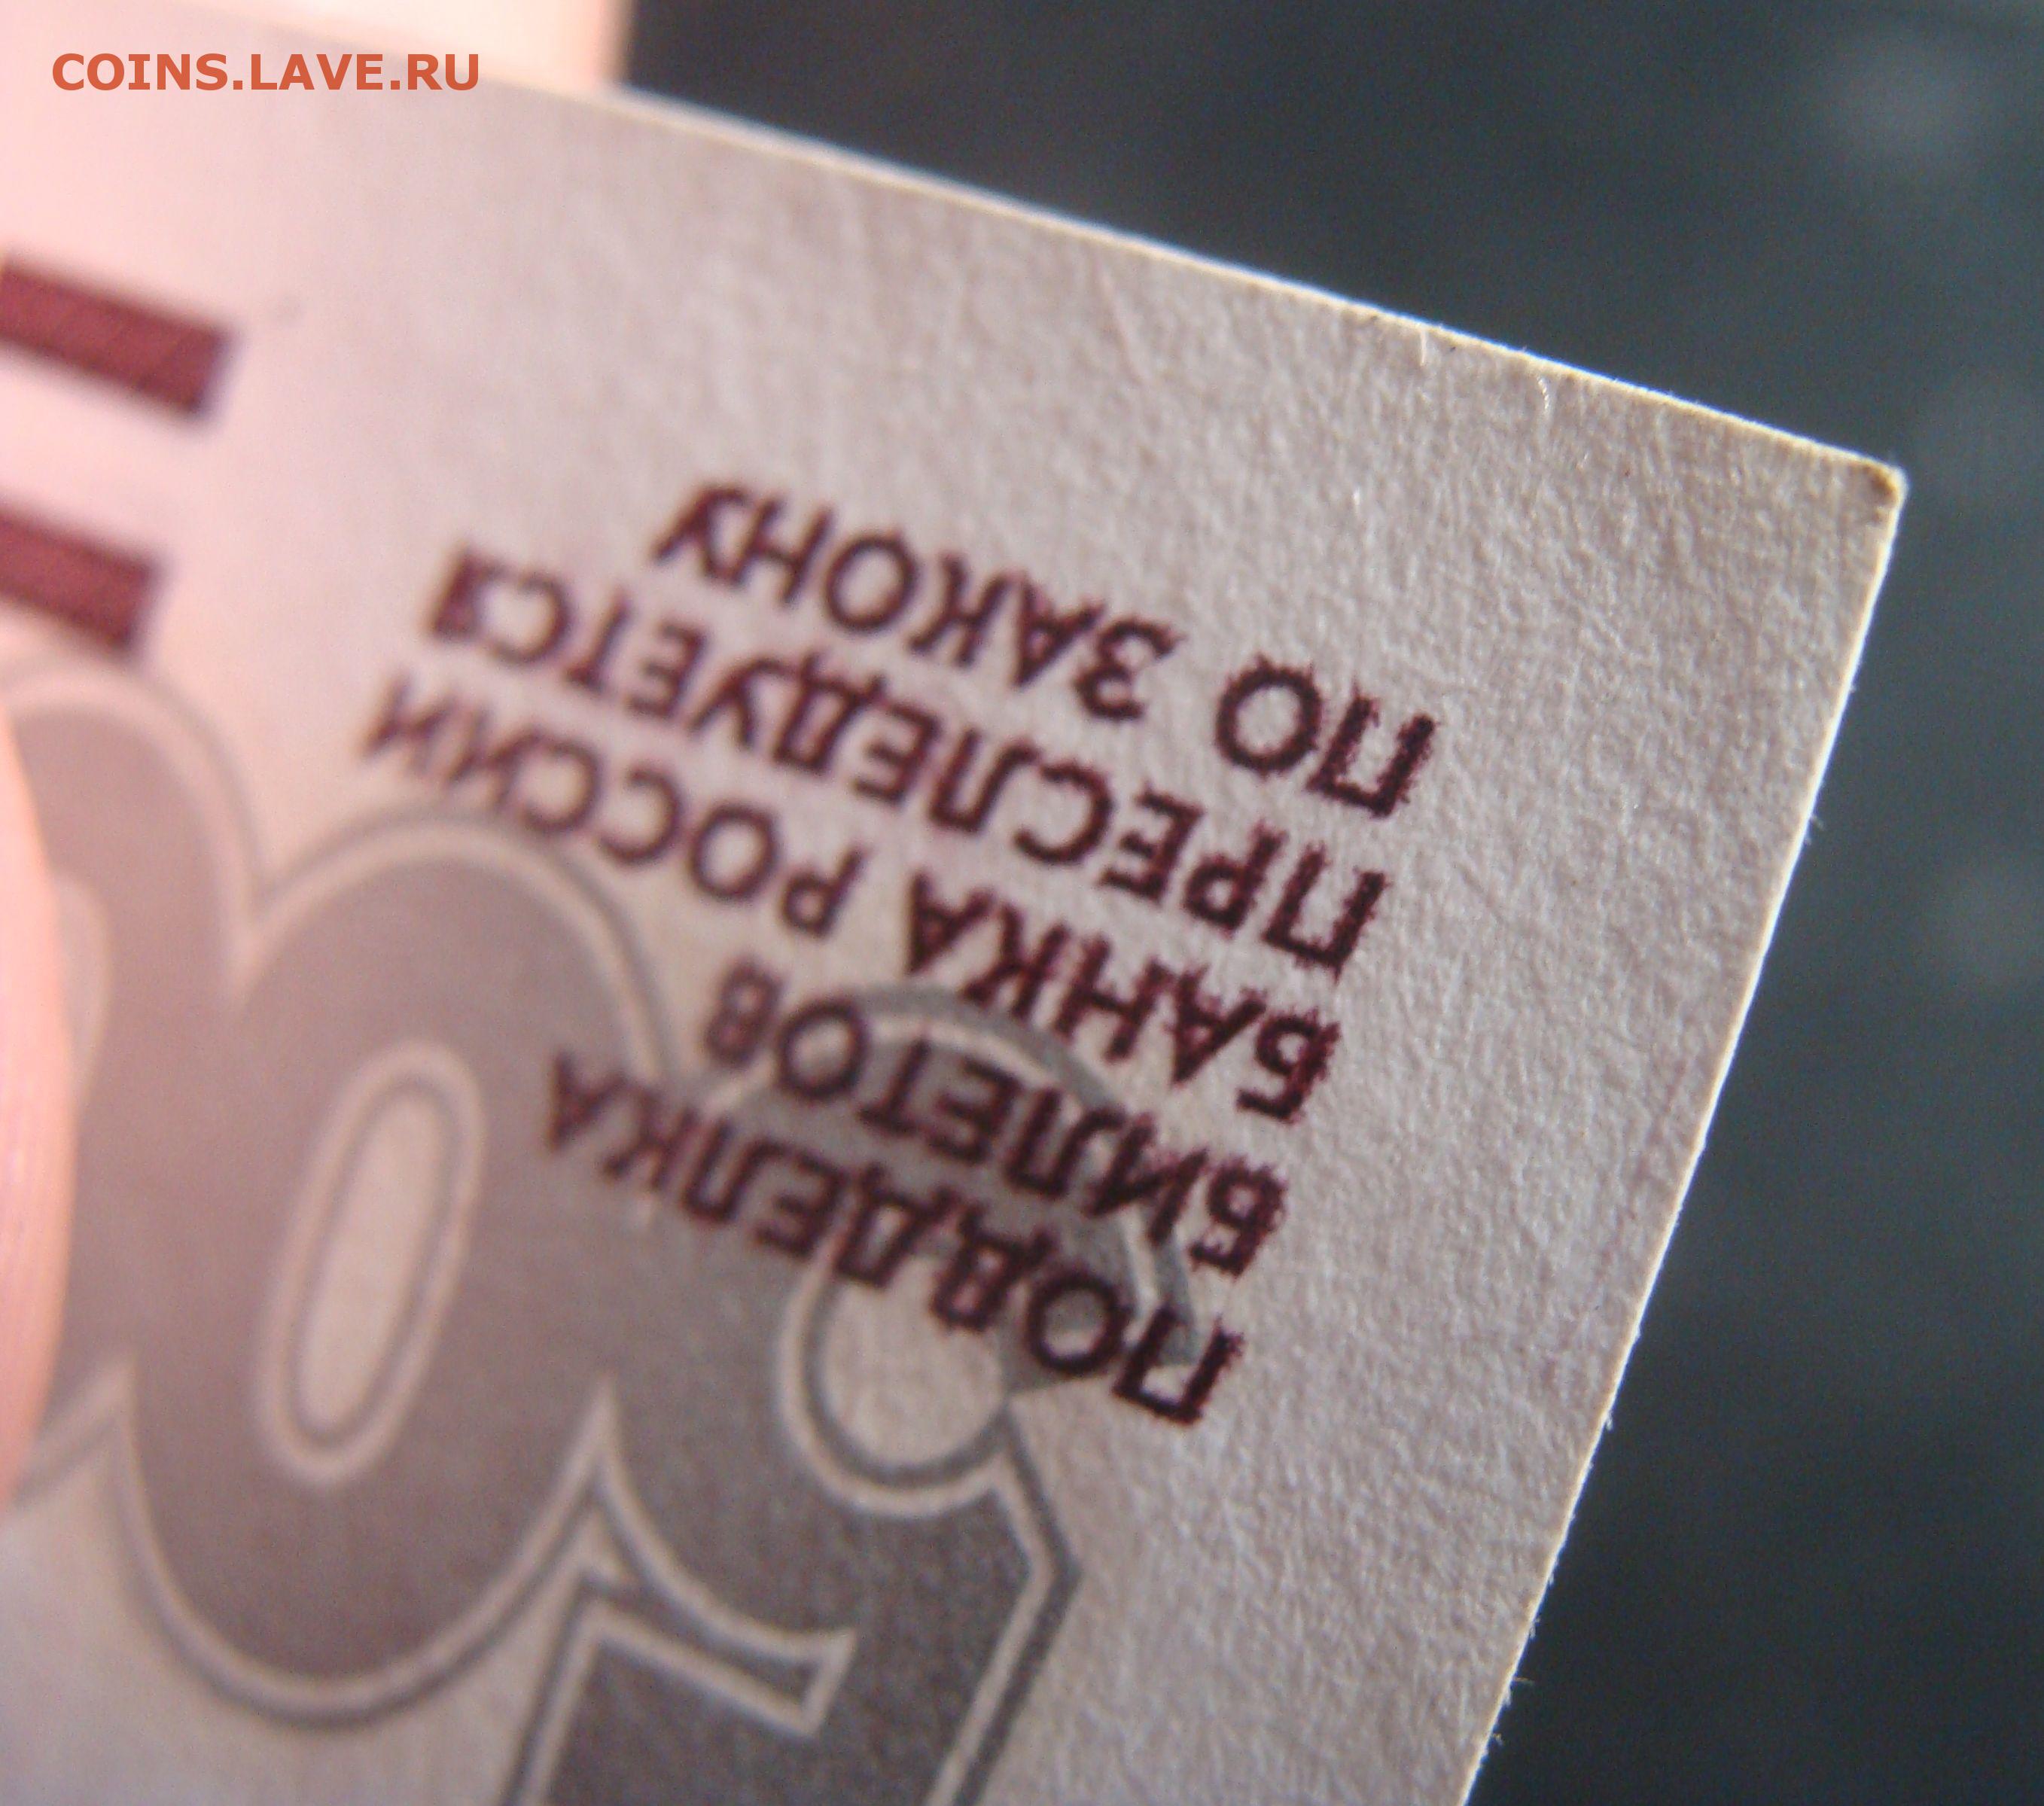 COINS.LAVE.RU
ПОДДЕЛКА
БИЛЕТОВ
БАНКА РОССИИ
ПРЕСЛЕДУЕТСЯ
ПО ЗАКОНУ